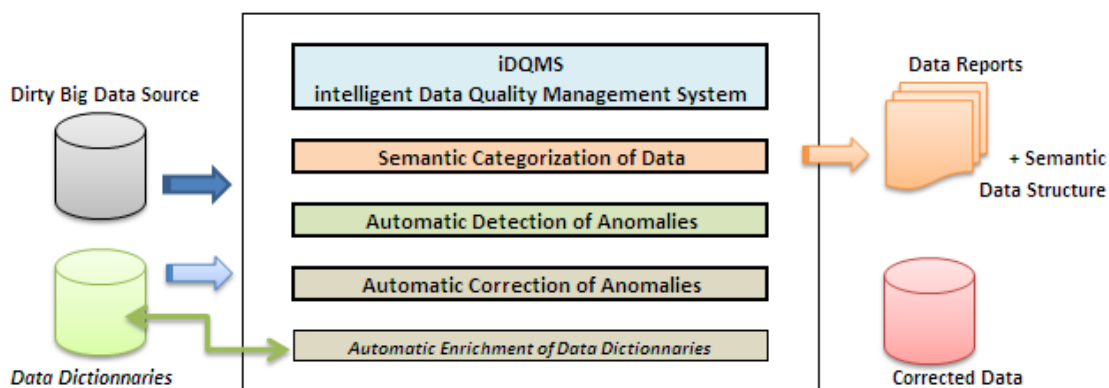 iDQMS
intelligent Data Quality Management System
Dirty Big Data Source
Data Reports
Semantic Categorization of Data
+ Semantic
Data Structure
Automatic Detection of Anomalies
Automatic Correction of Anomalies
Automatic Enrichment of Data Dictionnaries
Data Dictionnaries
Corrected Data